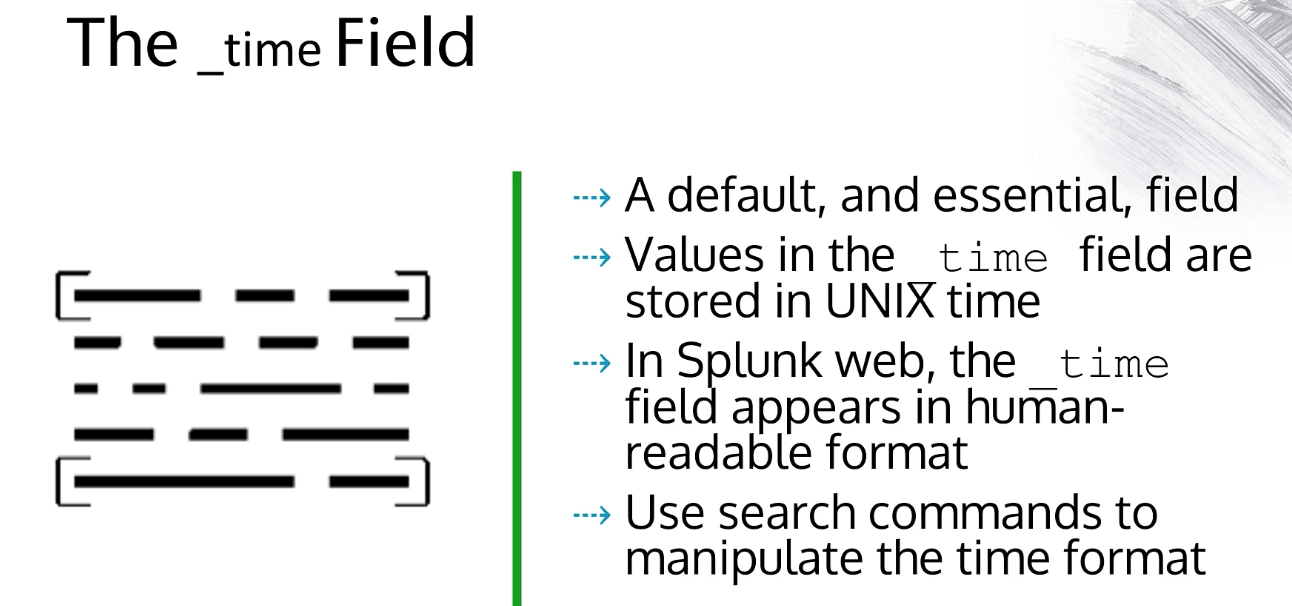 The _time Field
A default, and essential, field
Values in the _time field are
stored in UNIX time
In Splunk web, the _time
field appears in human-
readable format
Use search commands to
manipulate the time format